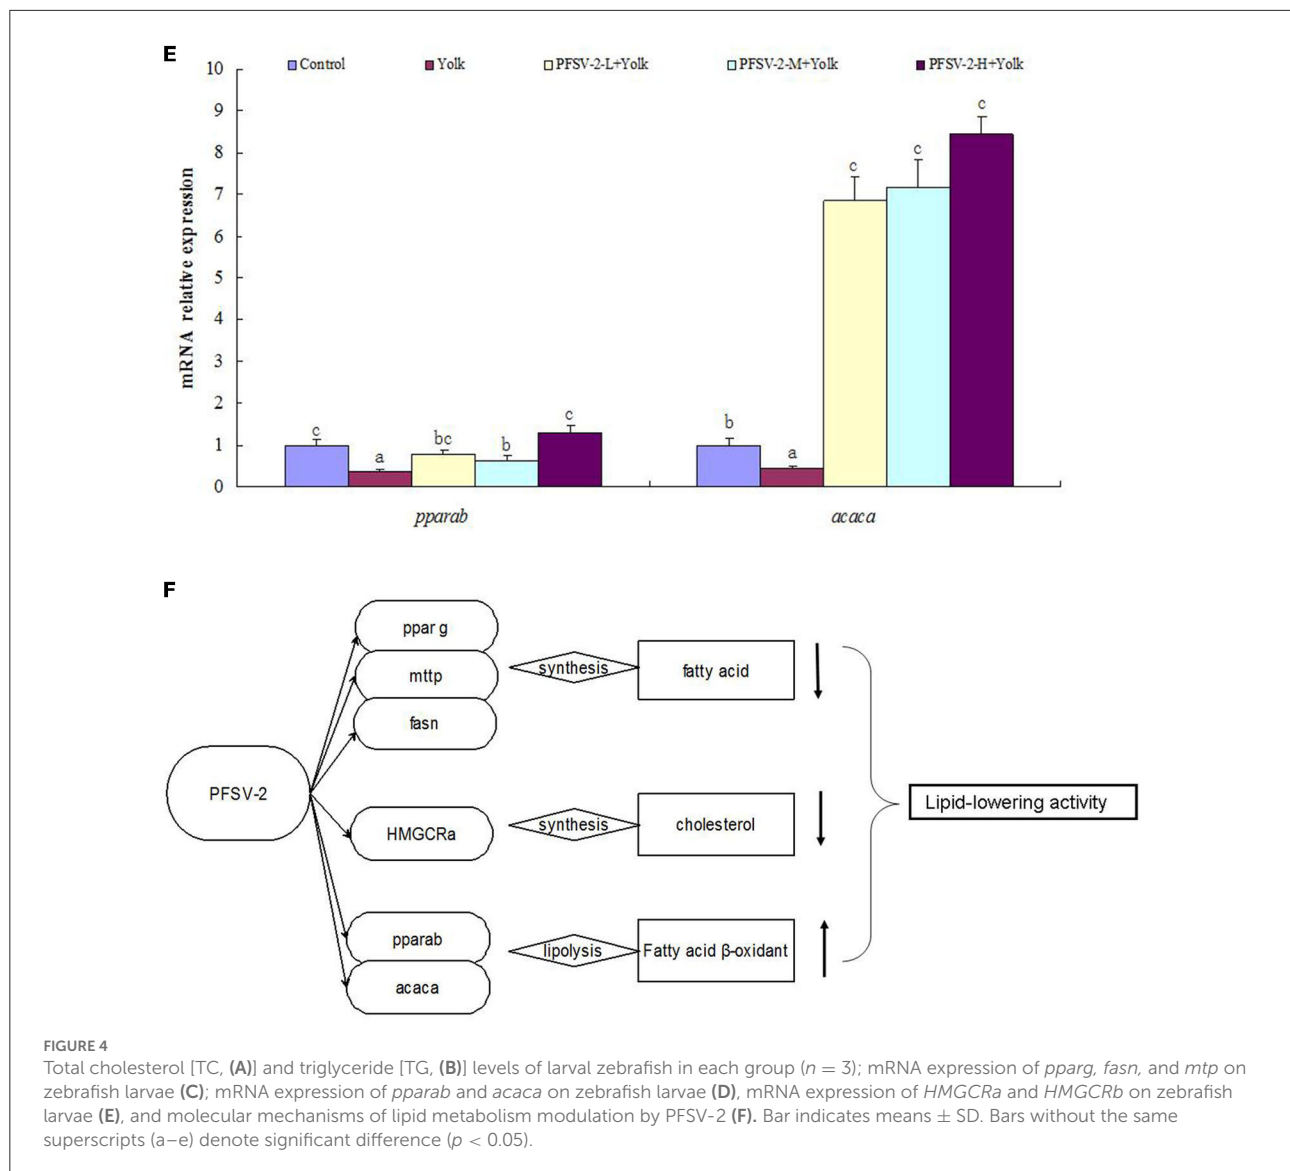 E
Control Yolk PFSV-2-L+Yolk PFSV-2-M+Yolk PFSV-2-H+Yolk
mRNA relative expression
10
9
8
7
6
5
4
3
2
1
0
c a bc b c
b a c c c
pparab acaca
F
ppar g
mttp
fasn
synthesis
fatty acid
PFSV-2
HMGCRa
synthesis
cholesterol
Lipid-lowering activity
pparab
acaca
lipolysis
Fatty acid β-oxidant
FIGURE 4
Total cholesterol [TC, (A)] and triglyceride [TG, (B)] levels of larval zebrafish in each group (n = 3); mRNA expression of pparg, fasn, and mtp on
zebrafish larvae (C); mRNA expression of pparab and acaca on zebrafish larvae (D), mRNA expression of HMGCRa and HMGCRb on zebrafish
larvae (E), and molecular mechanisms of lipid metabolism modulation by PFSV-2 (F). Bar indicates means ± SD. Bars without the same
superscripts (a–e) denote significant difference (p < 0.05).